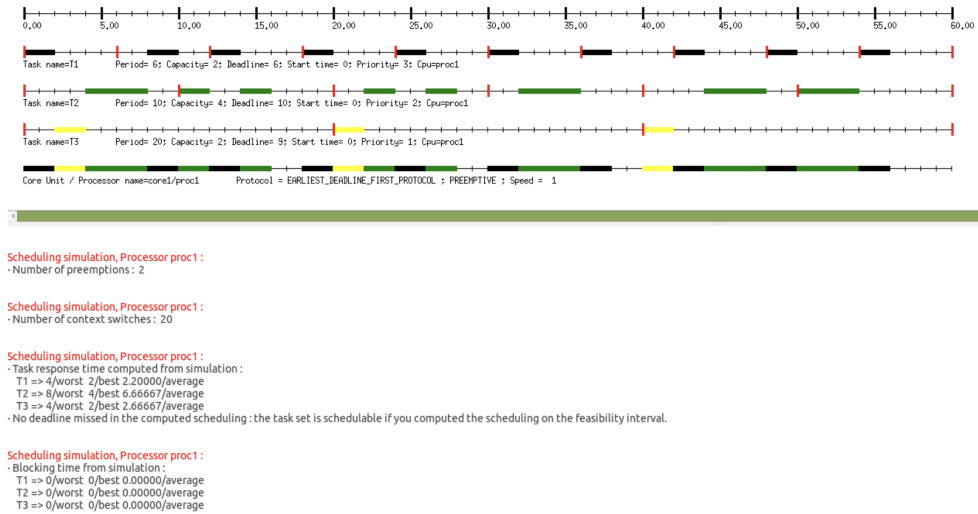 0.00 5.00 10.00 15.00 20.00 25.00 30.00 35.00 40.00 45.00 50.00 55.00 60.00
Task name=T1 Period= 6; Capacity= 2; Deadline= 6; Start time= 0; Priority= 3; Cpu=proc1
Task name=T2 Period= 10; Capacity= 4; Deadline= 10; Start time= 0; Priority= 2; Cpu=proc1
Task name=T3 Period= 20; Capacity= 2; Deadline= 9; Start time= 0; Priority= 1; Cpu=proc1
Core Unit / Processor name=core1/proc1 Protocol = EARLIEST_DEADLINE_FIRST_PROTOCOL ; PREEMPTIVE ; Speed = 1
Scheduling simulation, Processor proc1 :
- Number of preemptions : 2
Scheduling simulation, Processor proc1 :
- Number of context switches : 20
Scheduling simulation, Processor proc1 :
- Task response time computed from simulation :
T1 => 4/worst 2/best 2.20000/average
T2 => 8/worst 4/best 6.66667/average
T3 => 4/worst 2/best 2.66667/average
- No deadline missed in the computed scheduling : the task set is schedulable if you computed the scheduling on the feasibility interval.
Scheduling simulation, Processor proc1 :
- Blocking time from simulation :
T1 => 0/worst 0/best 0.00000/average
T2 => 0/worst 0/best 0.00000/average
T3 => 0/worst 0/best 0.00000/average